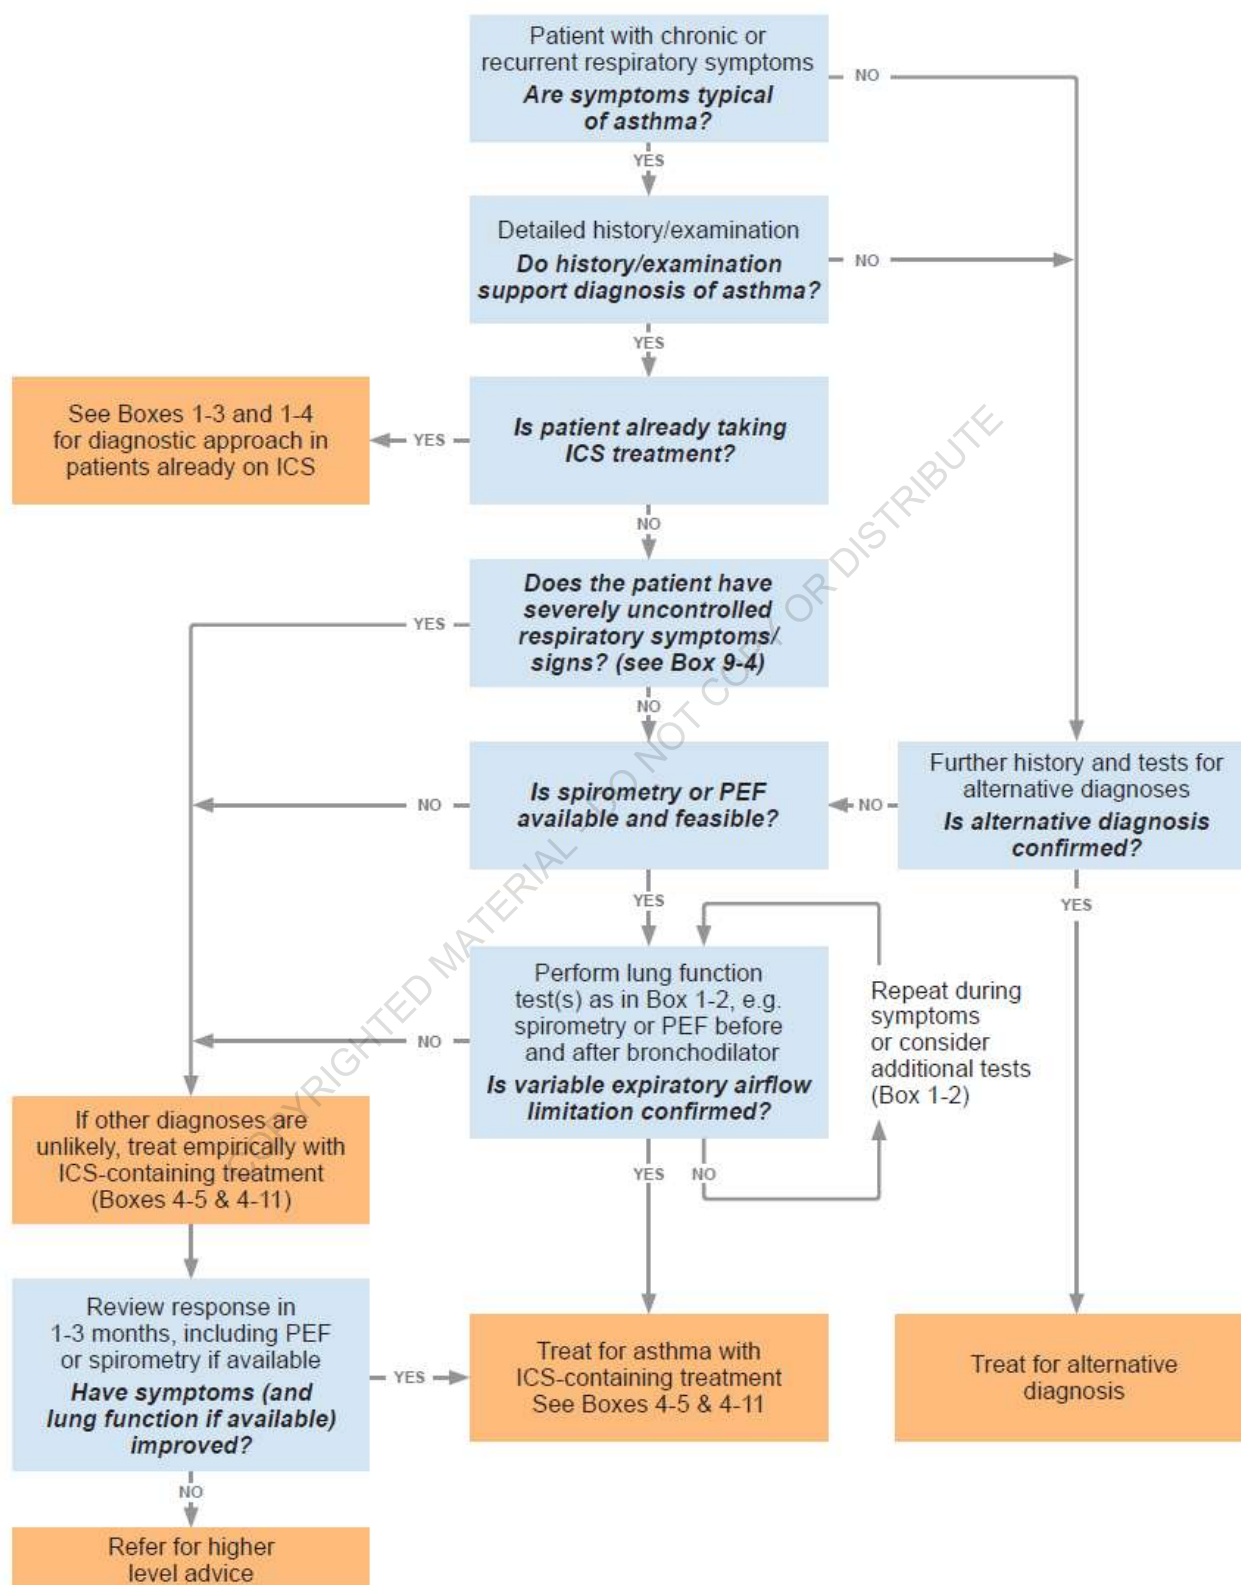 Patient with chronic or
recurrent respiratory symptoms
Are symptoms typical
of asthma?
NO
YES
Detailed history/examination
Do history/examination
support diagnosis of asthma?
NO
YES
See Boxes 1-3 and 1-4
for diagnostic approach in
patients already on ICS
YES
Is patient already taking
ICS treatment?
NO
Does the patient have
severely uncontrolled
respiratory symptoms/
signs? (see Box 9-4)
YES
NO
Is spirometry or PEF
available and feasible?
NO
NO
Further history and tests for
alternative diagnoses
Is alternative diagnosis
confirmed?
YES
YES
Perform lung function
test(s) as in Box 1-2, e.g.
spirometry or PEF before
and after bronchodilator
Is variable expiratory airflow
limitation confirmed?
NO
Repeat during
symptoms
or consider
additional tests
(Box 1-2)
YES
NO
If other diagnoses are
unlikely, treat empirically with
ICS-containing treatment
(Boxes 4-5 & 4-11)
Review response in
1-3 months, including PEF
or spirometry if available
Have symptoms (and
lung function if available)
improved?
YES
Treat for asthma with
ICS-containing treatment
See Boxes 4-5 & 4-11
Treat for alternative
diagnosis
NO
Refer for higher
level advice
COPYRIGHTED MATERIAL - DO NOT COPY OR DISTRIBUTE